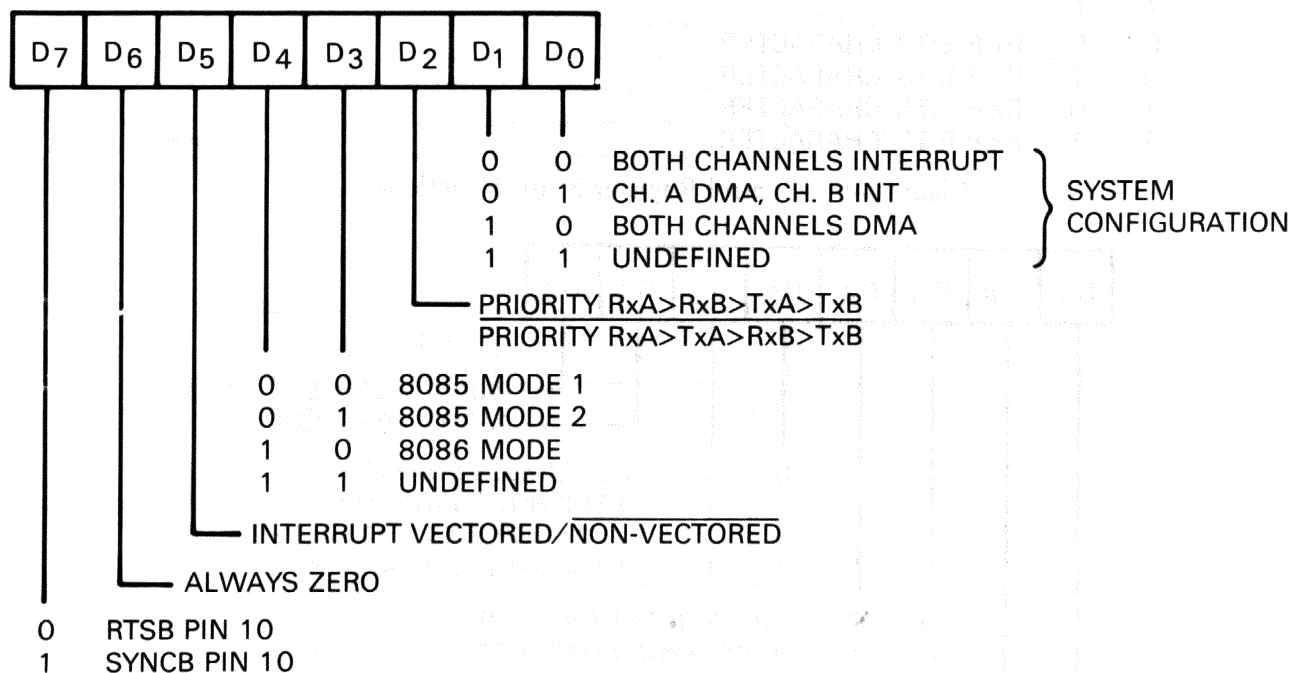 D7 D6 D5 D4 D3 D2 D1 D0
0 0 BOTH CHANNELS INTERRUPT
0 1 CH. A DMA, CH. B INT
1 0 BOTH CHANNELS DMA
1 1 UNDEFINED
SYSTEM
CONFIGURATION
PRIORITY RxA>RxB>TxA>TxB
PRIORITY RxA>TxA>RxB>TxB
0 0 8085 MODE 1
0 1 8085 MODE 2
1 0 8086 MODE
1 1 UNDEFINED
INTERRUPT VECTORED/NON-VECTORED
ALWAYS ZERO
0 RTSB PIN 10
1 SYNCB PIN 10